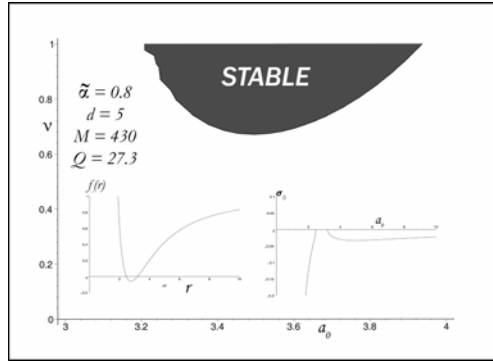 1
STABLE
α̃ = 0.8
0.8
d = 5
ν
M = 430
0.6
Q = 27.3
f(r)
σ₀
a₀
0.4
0.2
r
0
3
3.2
3.4
3.6
3.8
4
a₀